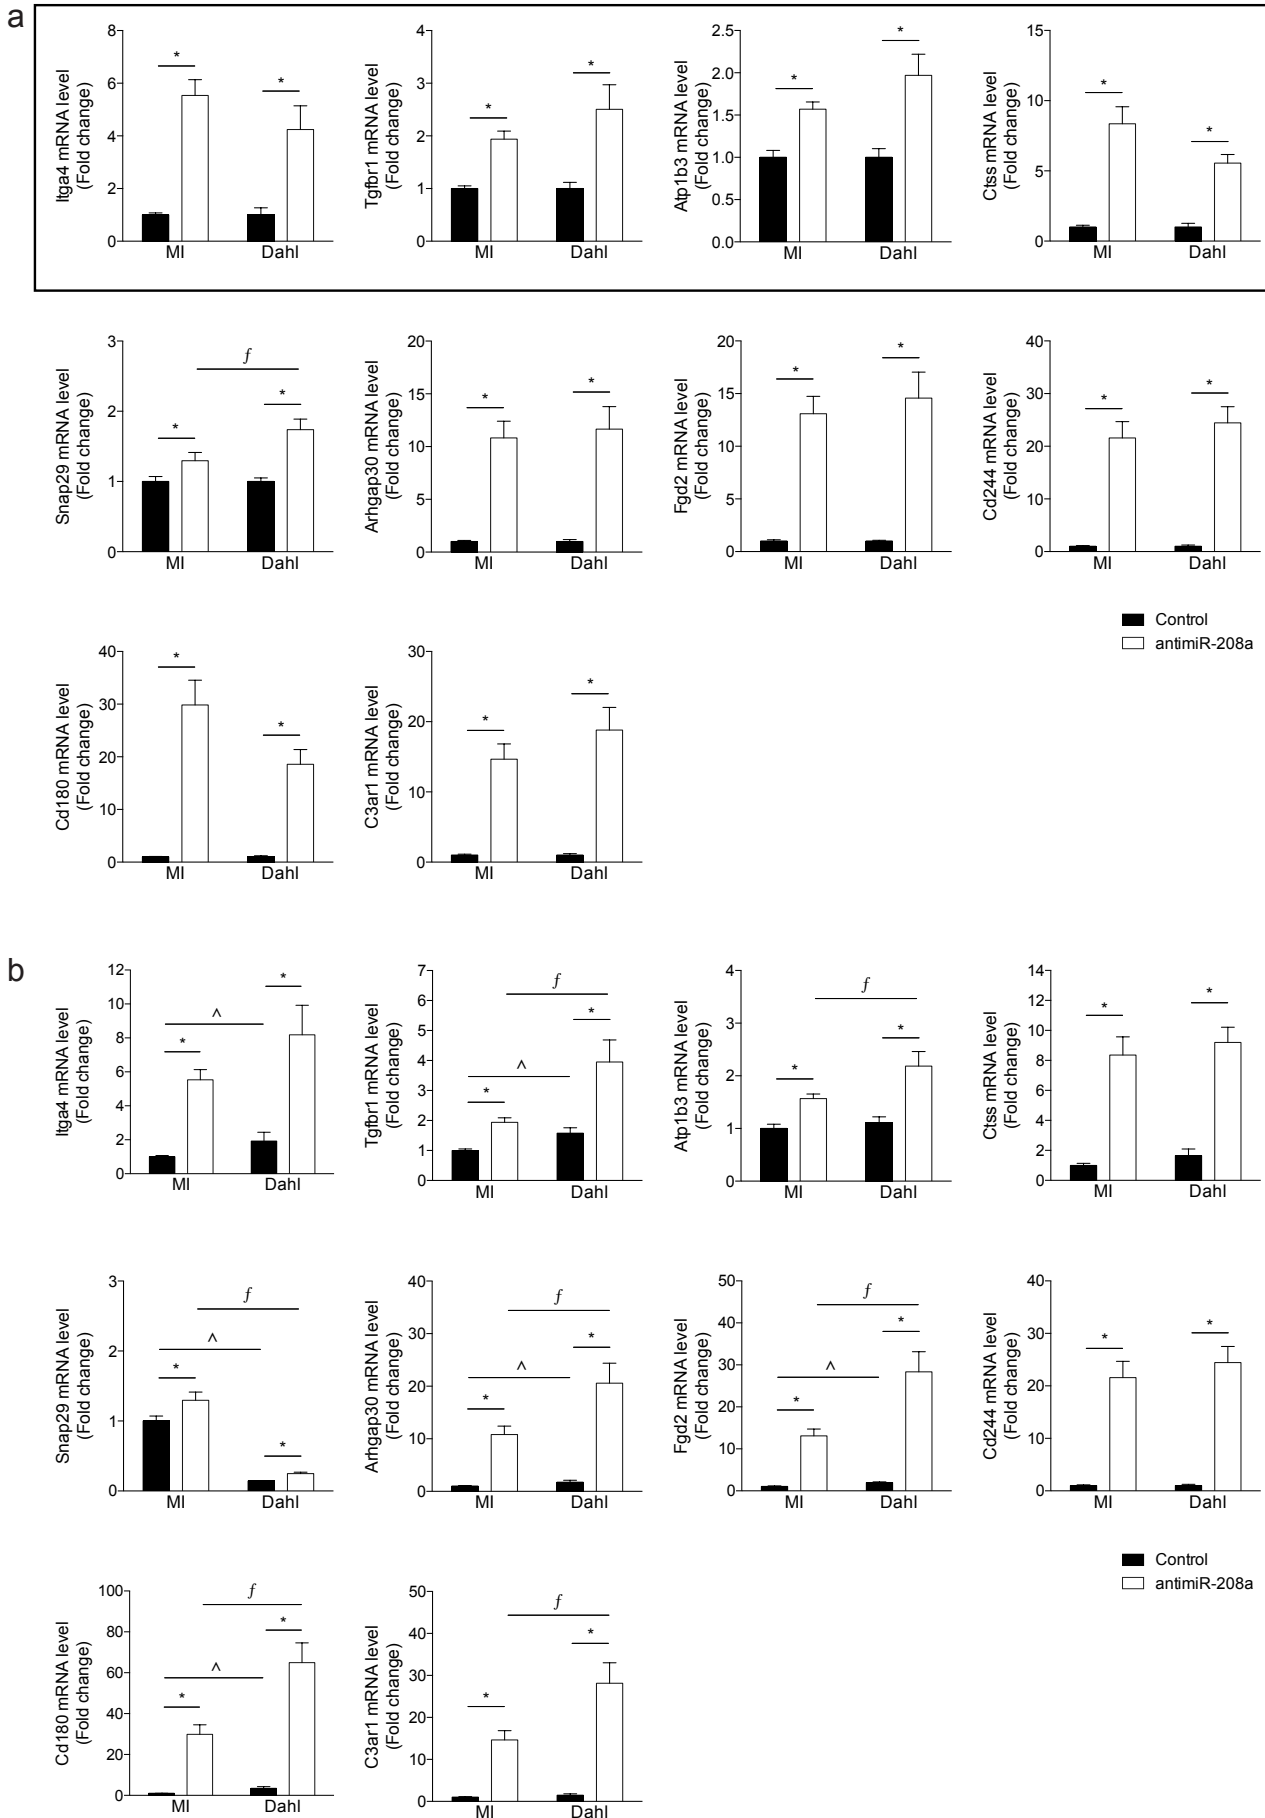 a
Itga4 mRNA level
(Fold change)
8
6
4
2
0
*
*
MI
Dahl
Tgfbr1 mRNA level
(Fold change)
4
3
2
1
0
*
*
MI
Dahl
Atp1b3 mRNA level
(Fold change)
2.5
2.0
1.5
1.0
0.5
0.0
*
*
MI
Dahl
Ctss mRNA level
(Fold change)
15
10
5
0
*
*
MI
Dahl
Snap29 mRNA level
(Fold change)
3
2
1
0
*
ƒ
*
MI
Dahl
Arhgap30 mRNA level
(Fold change)
20
15
10
5
0
*
*
MI
Dahl
Fgd2 mRNA level
(Fold change)
20
15
10
5
0
*
*
MI
Dahl
Cd244 mRNA level
(Fold change)
40
30
20
10
0
*
*
MI
Dahl
Control
antimiR-208a
Cd180 mRNA level
(Fold change)
40
30
20
10
0
*
*
MI
Dahl
C3ar1 mRNA level
(Fold change)
30
20
10
0
*
*
MI
Dahl
b
Itga4 mRNA level
(Fold change)
12
10
8
6
4
2
0
*
^
*
MI
Dahl
Tgfbr1 mRNA level
(Fold change)
7
6
5
4
3
2
1
0
*
^
ƒ
*
MI
Dahl
Atp1b3 mRNA level
(Fold change)
4
3
2
1
0
*
ƒ
*
MI
Dahl
Ctss mRNA level
(Fold change)
14
12
10
8
6
4
2
0
*
*
MI
Dahl
Snap29 mRNA level
(Fold change)
3
2
1
0
*
^
ƒ
*
MI
Dahl
Arhgap30 mRNA level
(Fold change)
40
30
20
10
0
*
^
ƒ
*
MI
Dahl
Fgd2 mRNA level
(Fold change)
50
40
30
20
10
0
*
^
ƒ
*
MI
Dahl
Cd244 mRNA level
(Fold change)
40
30
20
10
0
*
*
MI
Dahl
Control
antimiR-208a
Cd180 mRNA level
(Fold change)
100
80
60
40
20
0
*
^
ƒ
*
MI
Dahl
C3ar1 mRNA level
(Fold change)
50
40
30
20
10
0
*
ƒ
*
MI
Dahl